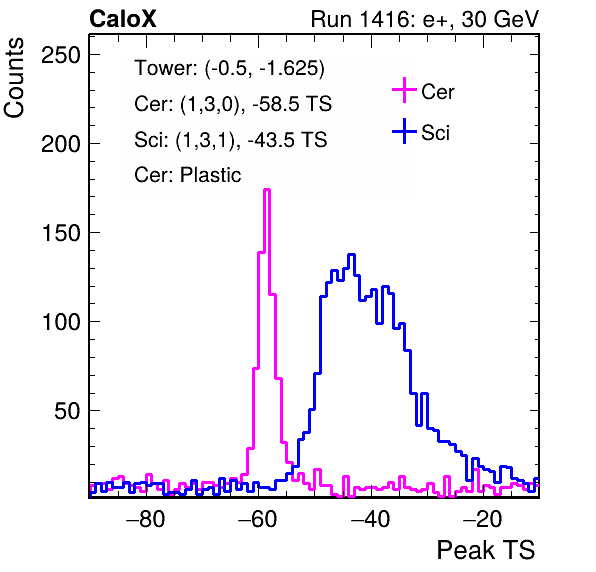 CaloX Run 1416: e+, 30 GeV
Counts
250
200
150
100
50
Tower: (-0.5, -1.625)
Cer: (1,3,0), -58.5 TS
Sci: (1,3,1), -43.5 TS
Cer: Plastic
Cer
Sci
−80 −60 −40 −20
Peak TS